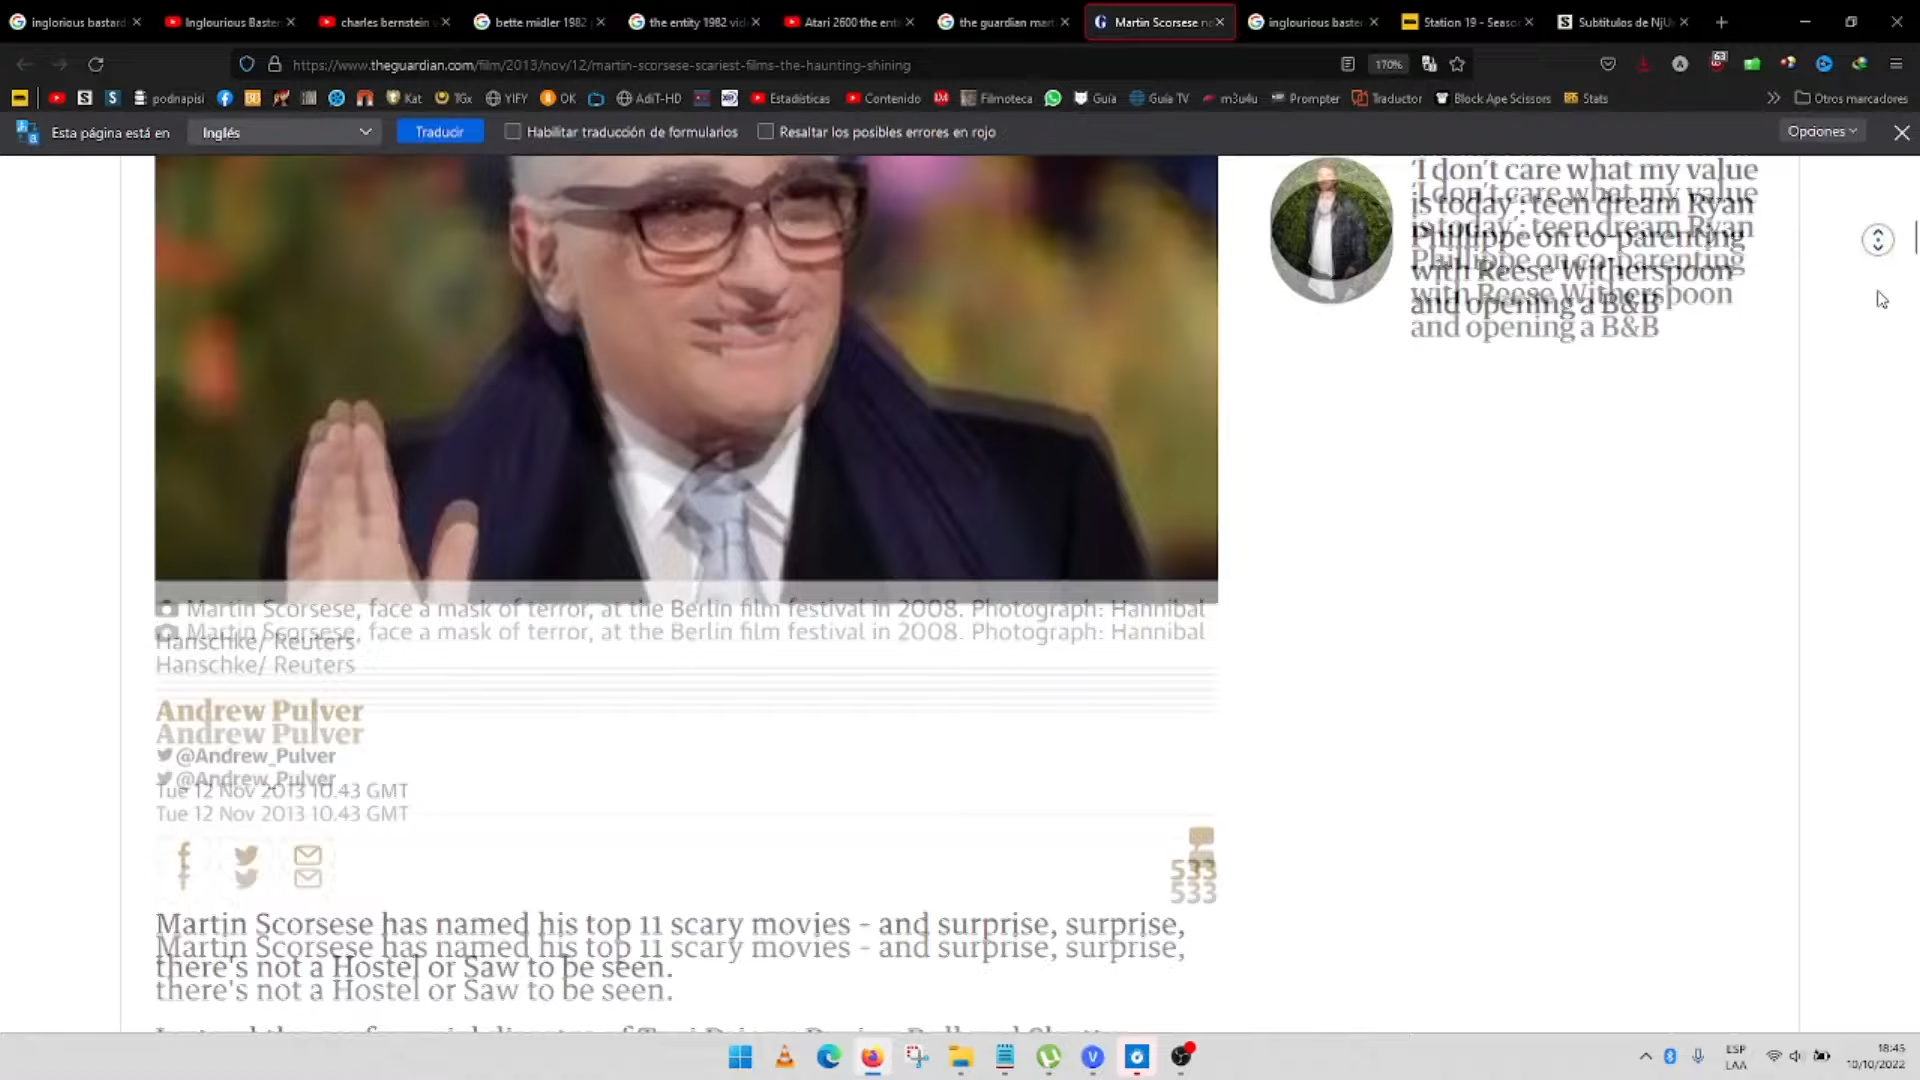 inglorious bastard
Inglourious Baster
charles bernstein
bette midler 1982
the entity 1982 vid
Atari 2600 the ent
the guardian mart
Martin Scorsese n
inglourious baster
Station 19 - Seaso
Subtitulos de NjU
https://www.theguardian.com/film/2013/nov/12/martin-scorsese-scariest-films-the-haunting-shining
170%
63
podnapisi
Kat
TGx
YIFY
OK
AdiT-HD
Estadísticas
Contenido
Filmoteca
Guia
Guía TV
m3u4u
Prompter
Traductor
Block Ape Scissors
Stats
Otros marcadores
Esta página está en
Inglés
Traducir
Habilitar traducción de formularios
Resaltar los posibles errores en rojo
Opciones
'I don't care what my value
is today': teen dream Ryan
Phillippe on co-parenting
with Reese Witherspoon
and opening a B&B
Martin Scorsese, face a mask of terror, at the Berlin film festival in 2008. Photograph: Hannibal
Hanschke/ Reuters
Andrew Pulver
@Andrew_Pulver
Tue 12 Nov 2013 10.43 GMT
533
Martin Scorsese has named his top 11 scary movies – and surprise, surprise,
there's not a Hostel or Saw to be seen.
ESP
LAA
18:45
10/10/2022